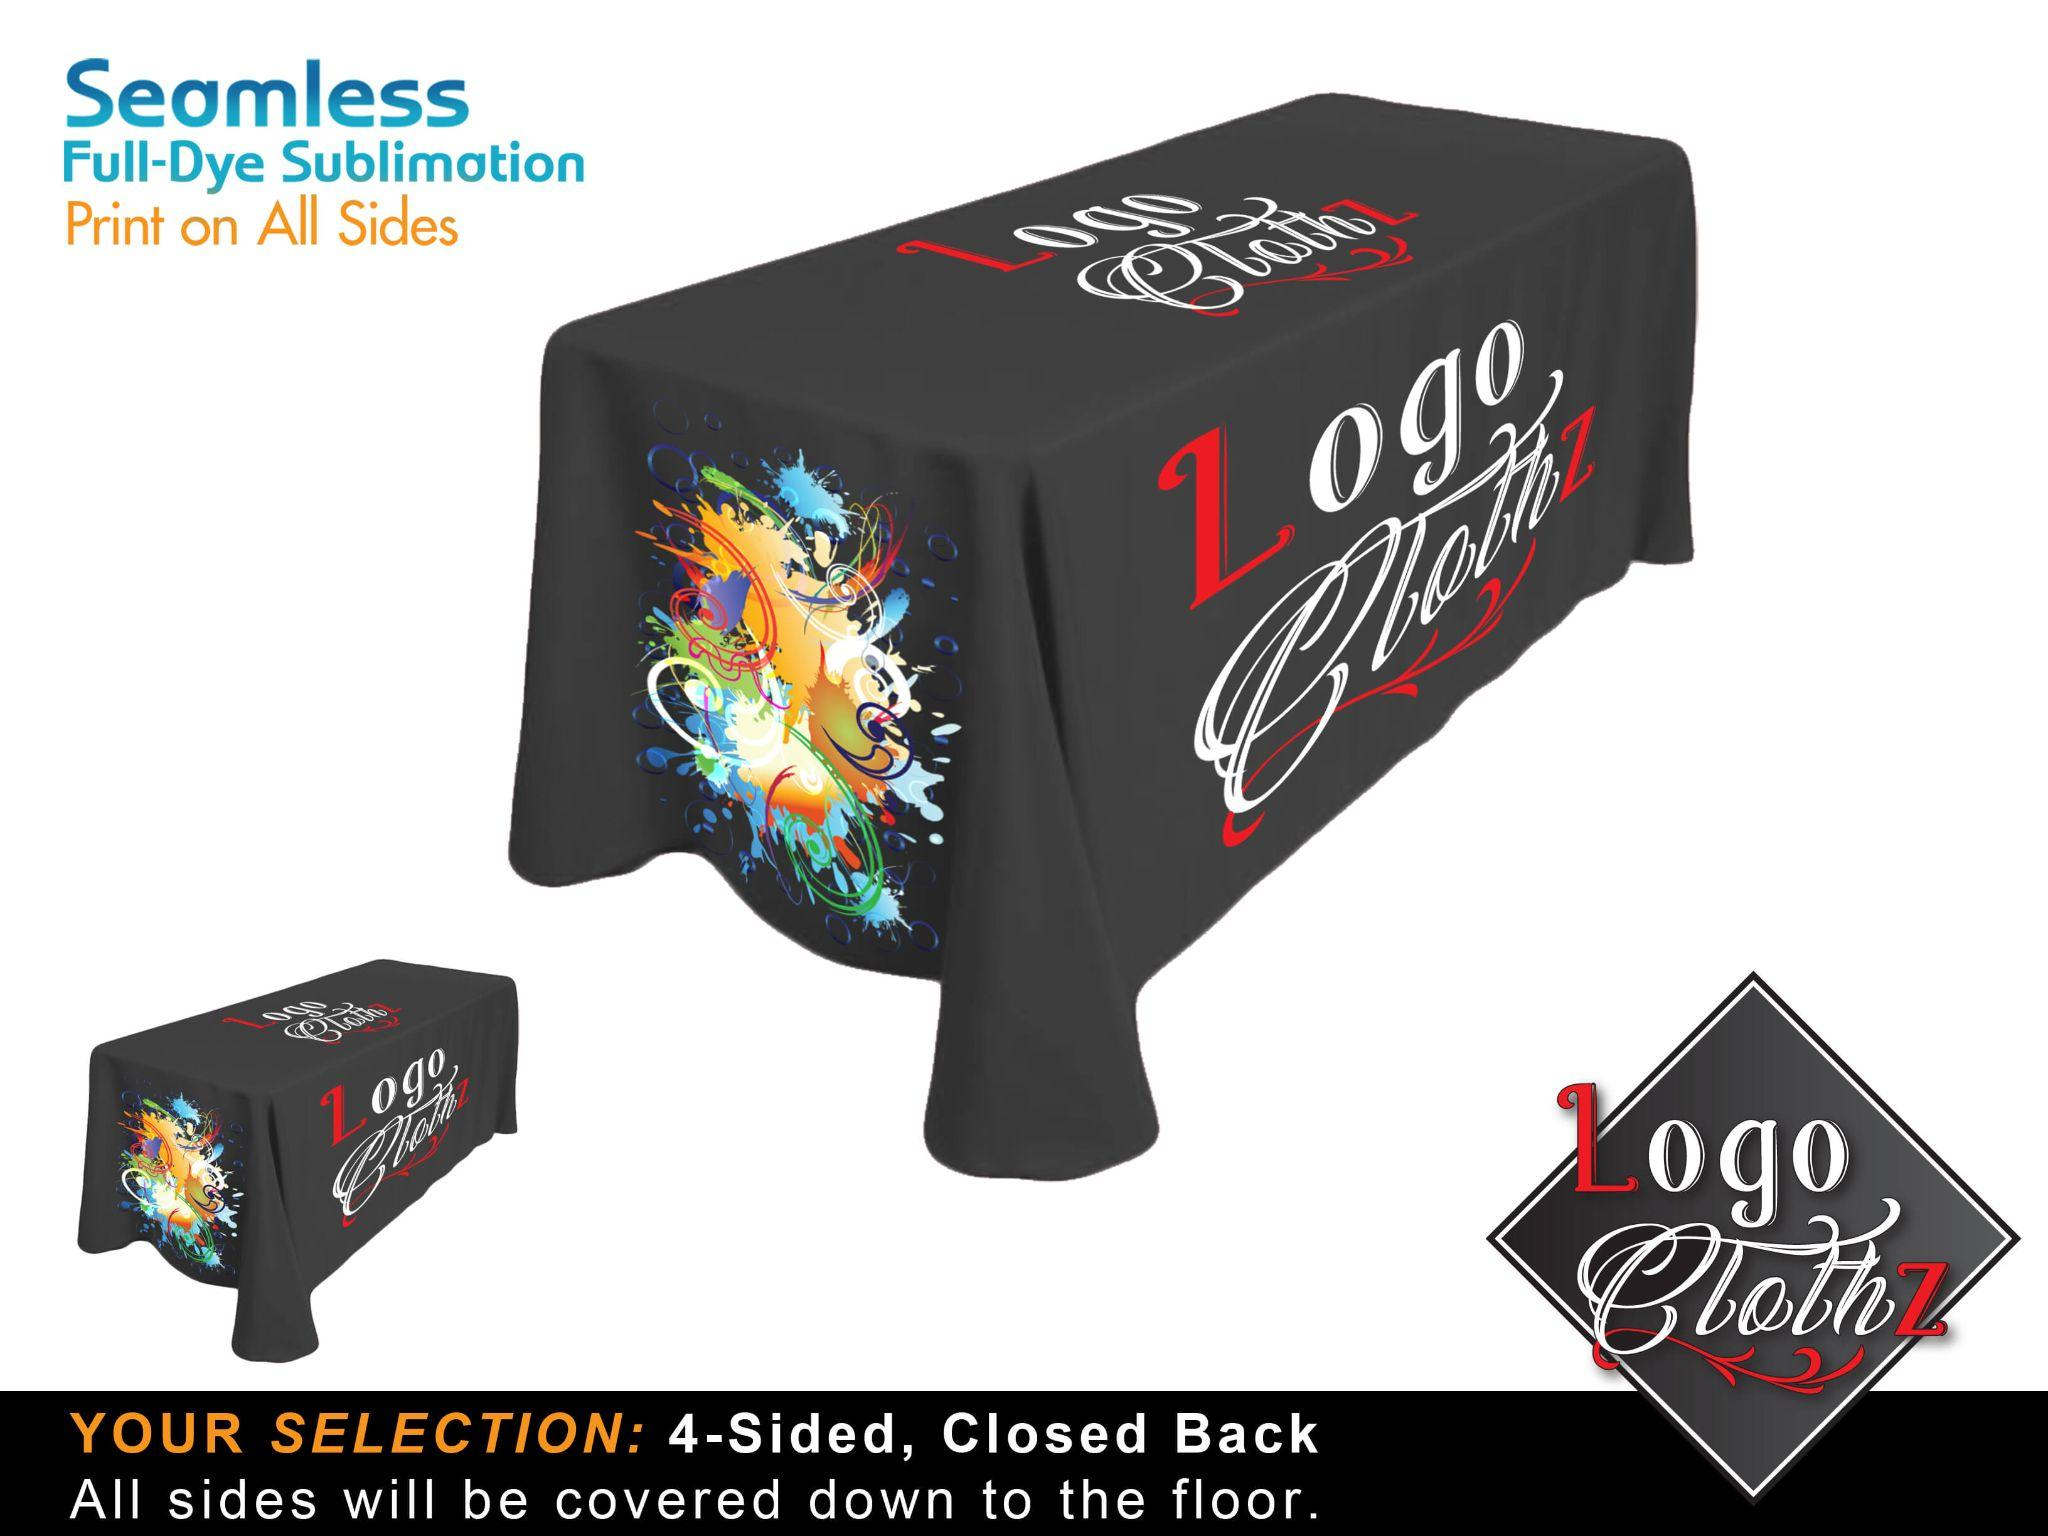 Seamless
Full-Dye Sublimation
Print on All Sides
Logo
Clothz
Logo
Clothz
Logo
Clothz
Logo
Clothz
Logo
Clothz
YOUR SELECTION: 4-Sided, Closed Back
All sides will be covered down to the floor.